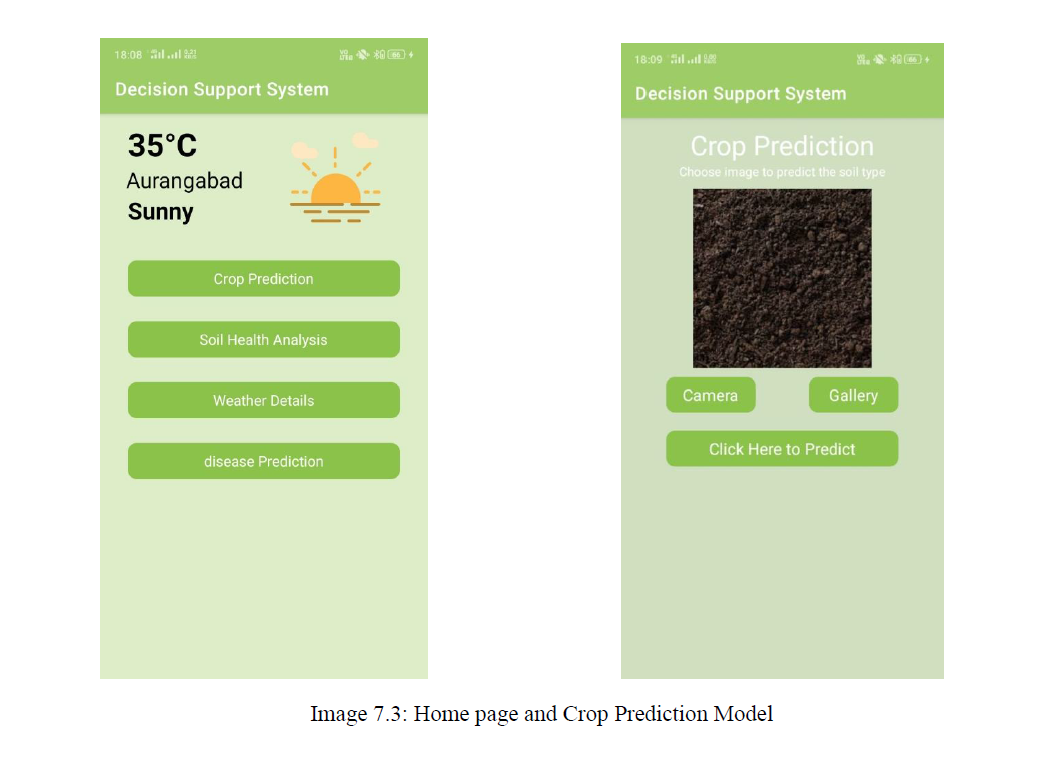 18:08
Decision Support System
35°C
Aurangabad
Sunny
Crop Prediction
Soil Health Analysis
Weather Details
disease Prediction
18:09
Decision Support System
Crop Prediction
Choose image to predict the soil type
Camera Gallery
Click Here to Predict
Image 7.3: Home page and Crop Prediction Model